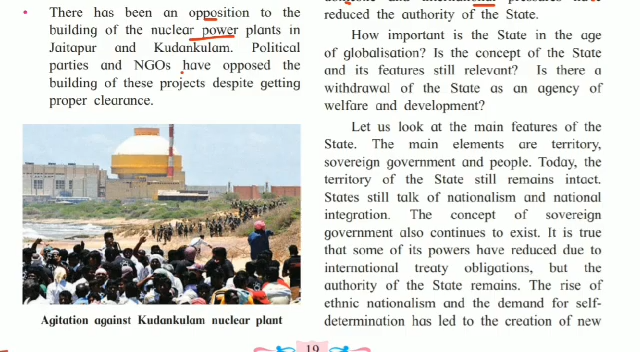 • There has been an opposition to the
building of the nuclear power plants in
Jaitapur and Kudankulam. Political
parties and NGOs have opposed the
building of these projects despite getting
proper clearance.
Agitation against Kudankulam nuclear plant
reduced the authority of the State.
How important is the State in the age
of globalisation? Is the concept of the State
and its features still relevant? Is there a
withdrawal of the State as an agency of
welfare and development?
Let us look at the main features of the
State. The main elements are territory,
sovereign government and people. Today, the
territory of the State still remains intact.
States still talk of nationalism and national
integration. The concept of sovereign
government also continues to exist. It is true
that some of its powers have reduced due to
international treaty obligations, but the
authority of the State remains. The rise of
ethnic nationalism and the demand for self-
determination has led to the creation of new
19